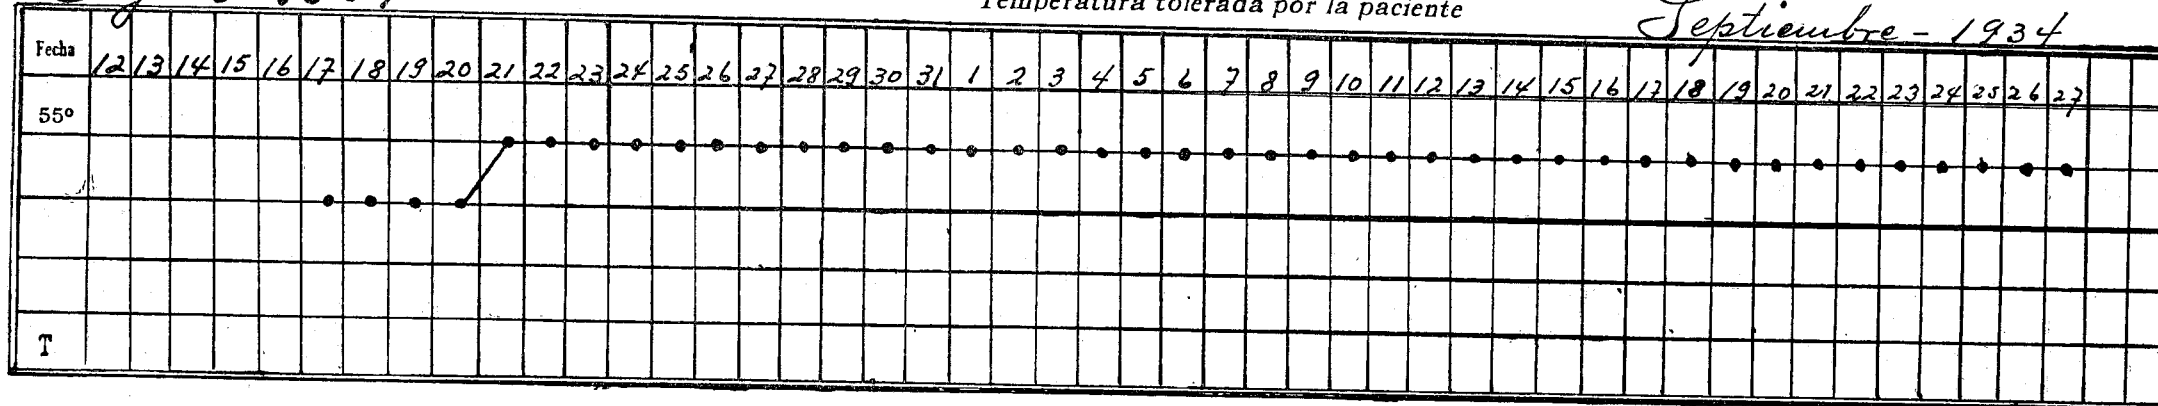 Temperatura tolerada por la paciente
Septiembre - 1934
Fecha 12 13 14 15 16 17 18 19 20 21 22 23 24 25 26 27 28 29 30 31 1 2 3 4 5 6 7 8 9 10 11 12 13 14 15 16 17 18 19 20 21 22 23 24 25 26 27
55°
T